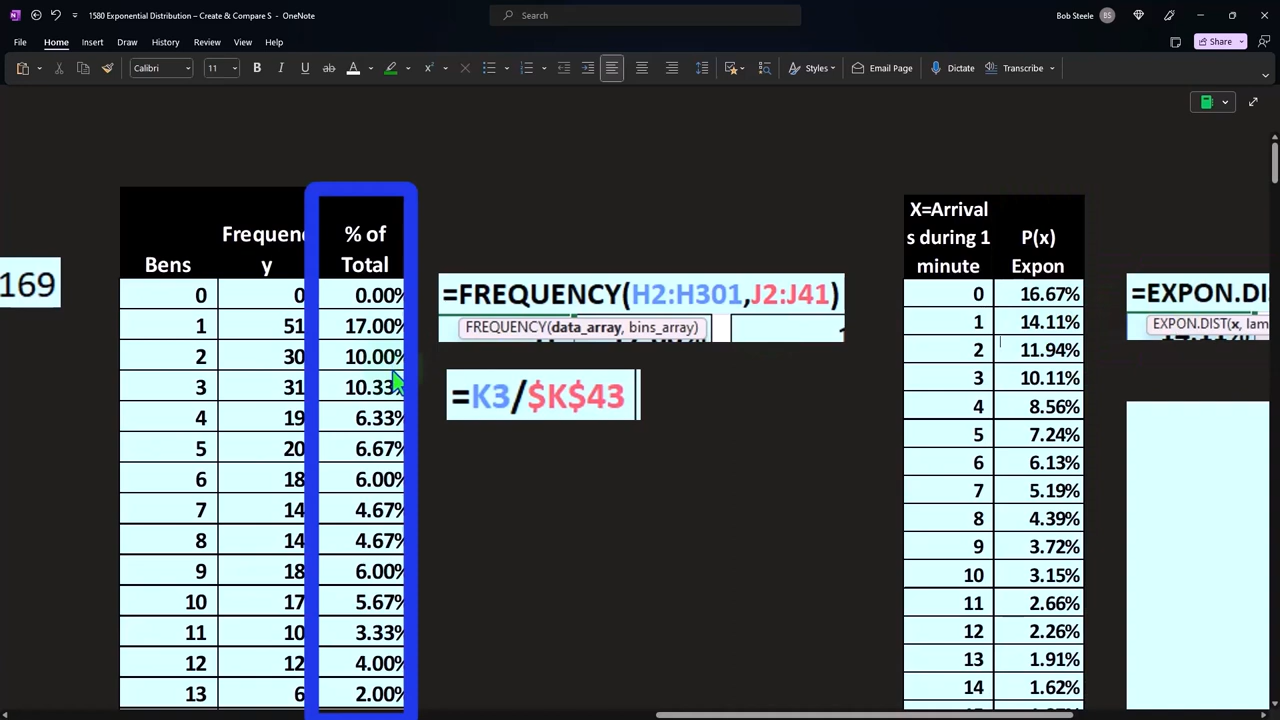 1580 Exponential Distribution – Create & Compare S - OneNote
Search
Bob Steele
BS
File Home Insert Draw History Review View Help
Share
Calibri
11
B I U ab A
Styles
Email Page
Dictate
Transcribe
169
Bens Frequency % of Total
0 0 0.00%
1 51 17.00%
2 30 10.00%
3 31 10.33%
4 19 6.33%
5 20 6.67%
6 18 6.00%
7 14 4.67%
8 14 4.67%
9 18 6.00%
10 17 5.67%
11 10 3.33%
12 12 4.00%
13 6 2.00%
=FREQUENCY(H2:H301,J2:J41)
FREQUENCY(data_array, bins_array)
=K3/$K$43
X=Arrival
s during 1
minute
P(x)
Expon
0 16.67%
1 14.11%
2 11.94%
3 10.11%
4 8.56%
5 7.24%
6 6.13%
7 5.19%
8 4.39%
9 3.72%
10 3.15%
11 2.66%
12 2.26%
13 1.91%
14 1.62%
=EXPON.DI
EXPON.DIST(x, lam